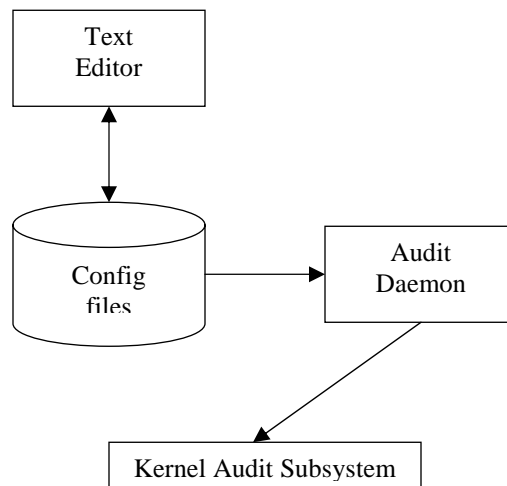 Text
Editor
Config
files
Audit
Daemon
Kernel Audit Subsystem